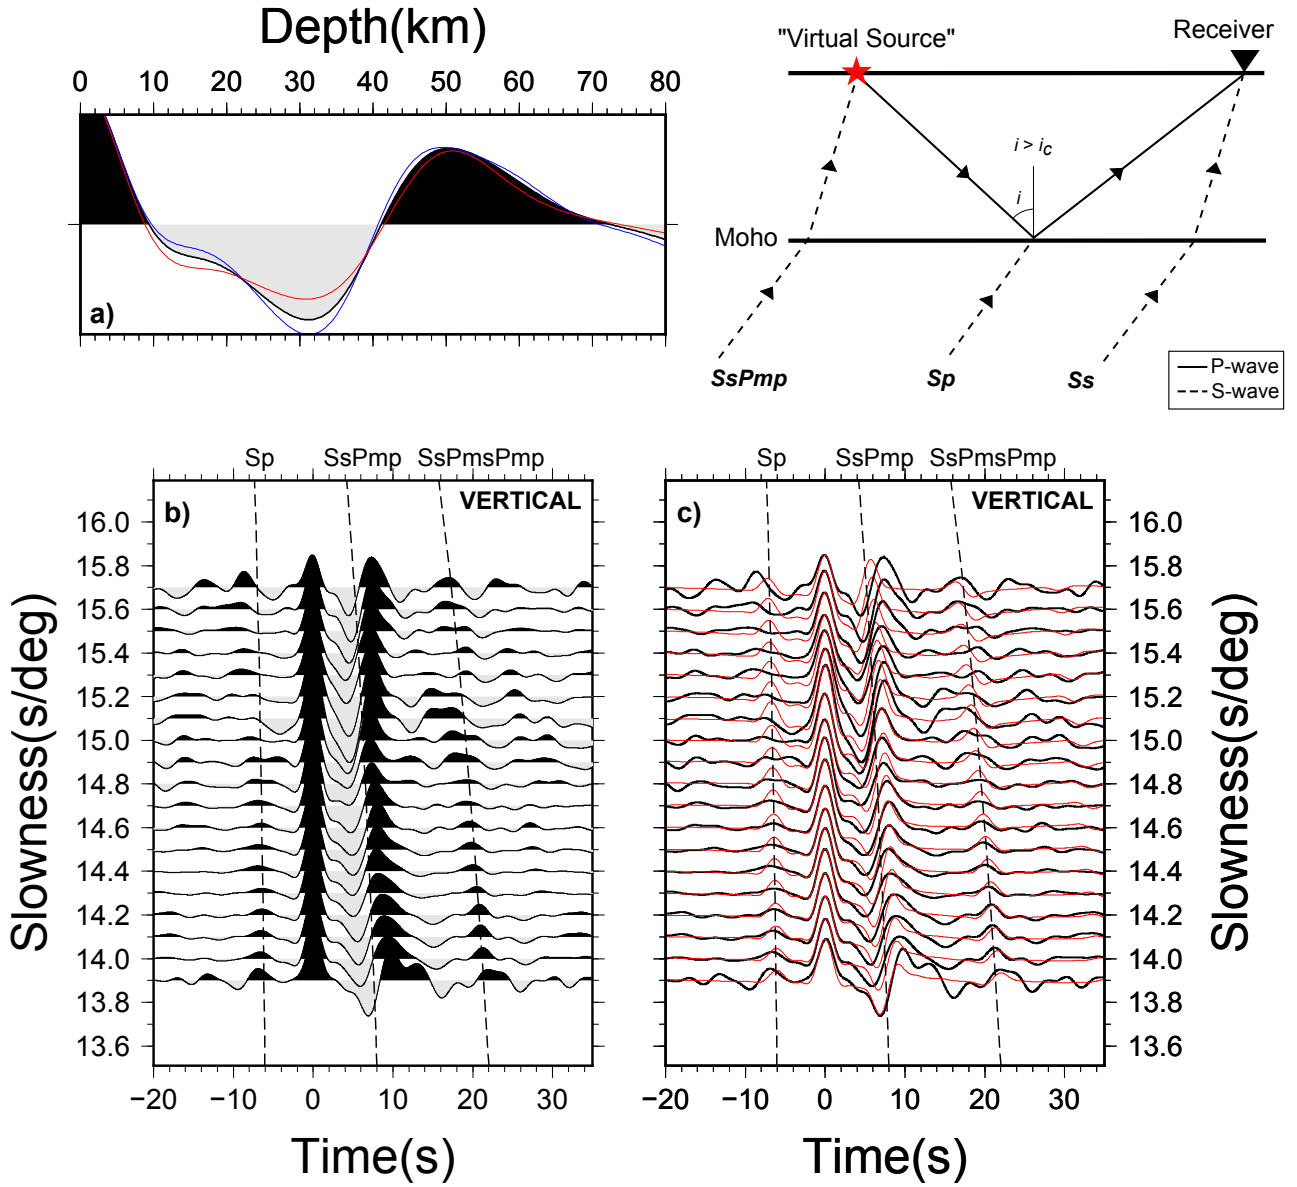 Depth(km)
0 10 20 30 40 50 60 70 80
a)
"Virtual Source"
Receiver
i > ic
i
Moho
SsPmp
Sp
Ss
P-wave
S-wave
Sp SsPmp SsPmsPmp
b)
VERTICAL
16.0
15.8
15.6
15.4
15.2
15.0
14.8
14.6
14.4
14.2
14.0
13.8
13.6
Slowness(s/deg)
−20 −10 0 10 20 30
Time(s)
Sp SsPmp SsPmsPmp
c)
VERTICAL
16.0
15.8
15.6
15.4
15.2
15.0
14.8
14.6
14.4
14.2
14.0
13.8
13.6
Slowness(s/deg)
−20 −10 0 10 20 30
Time(s)